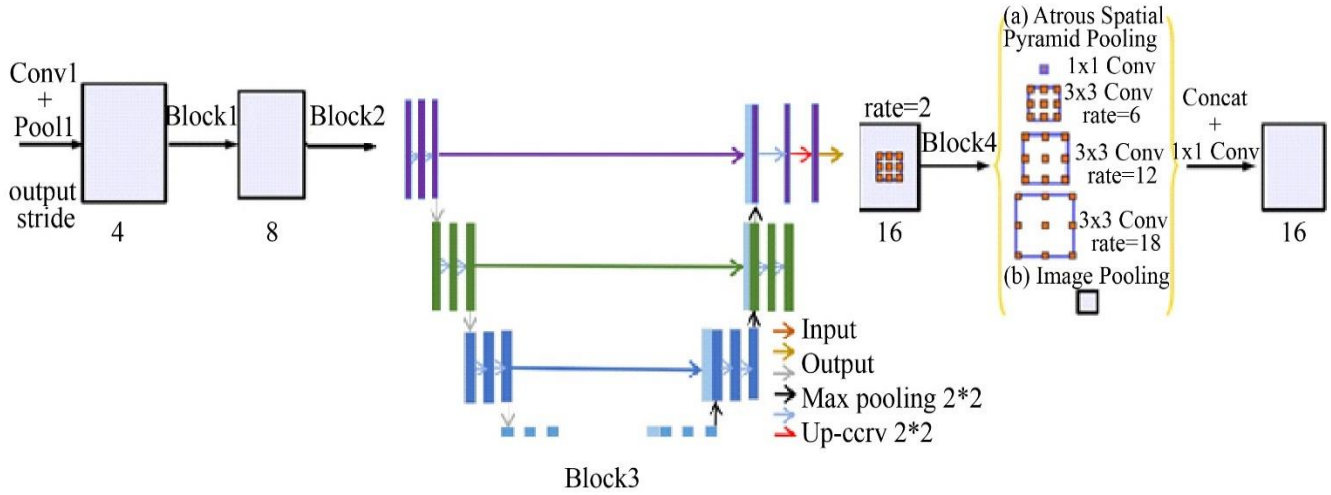 Conv1
+
Pool1
output
stride
4
Block1
8
Block2
Block3
Input
Output
Max pooling 2*2
Up-ccrv 2*2
rate=2
16
Block4
(a) Atrous Spatial
Pyramid Pooling
1x1 Conv
3x3 Conv
rate=6
3x3 Conv
rate=12
3x3 Conv
rate=18
(b) Image Pooling
Concat
+
1x1 Conv
16